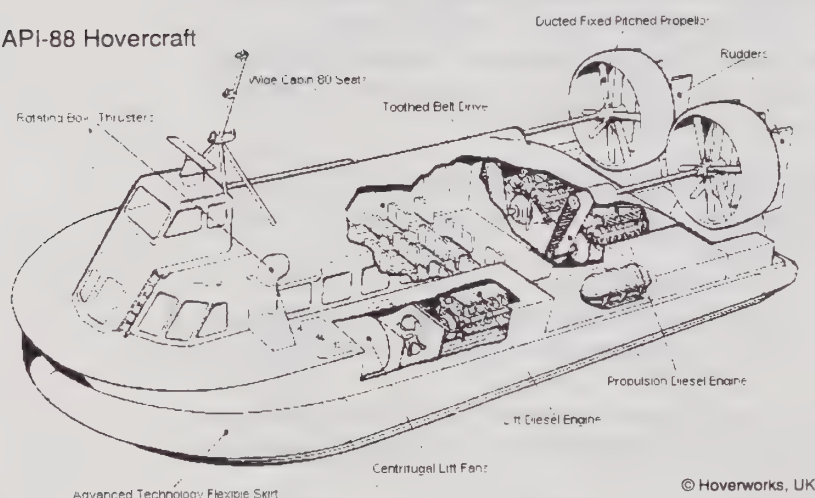 Ducted Fixed Pitched Propellor
API-88 Hovercraft
Rudders
Wide Cabin 80 Seats
Toothed Belt Drive
Rotating Bow Thrusters
Propulsion Diesel Engine
Lift Diesel Engine
Centrifugal Lift Fans
Advanced Technology Flexible Skirt
© Hoverworks, UK